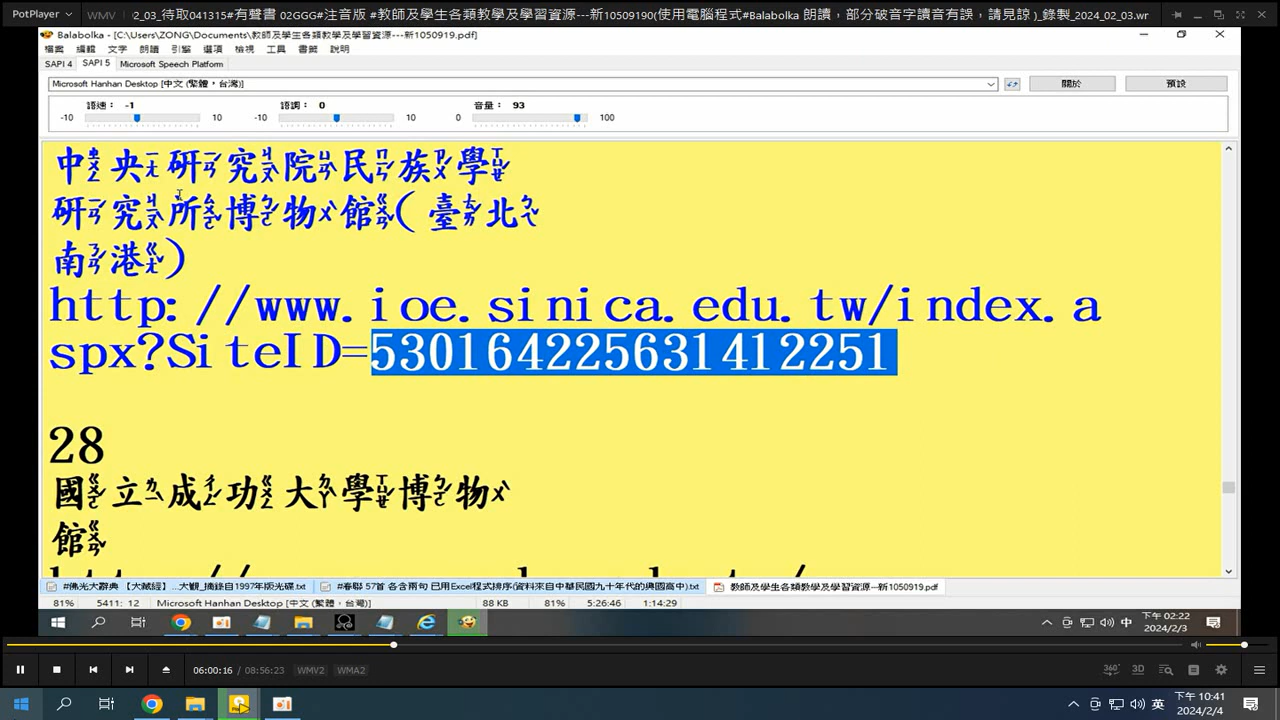 PotPlayer WMV 02_03_待取041315#有聲書 02GGG#注音版 #教師及學生各類教學及學習資源---新10509190(使用電腦程式#Balabolka 朗讀，部分破音字讀音有誤，請見諒 )_錄製_2024_02_03.wr
Balabolka - [C:\Users\ZONG\Documents\教師及學生各類教學及學習資源---新1050919.pdf]
檔案 編輯 文字 朗讀 引擎 選項 檢視 工具 書籤 說明
SAPI 4 SAPI 5 Microsoft Speech Platform
Microsoft Hanhan Desktop [中文 (繁體，台灣)] 關於 預設
語速： -1 語調： 0 音量： 93
-10 10 -10 10 0 100
中央研究院民族學
研究所博物館(臺北
南港)
http://www.ioe.sinica.edu.tw/index.a
spx?SiteID=530164225631412251
28
國立成功大學博物
館
#佛光大辭典 【大藏經】...大觀_摘錄自1997年版光碟.txt #春聯 57首 各含兩句 已用Excel程式排序(資料來自中華民國九十年代的典國高中).txt 教師及學生各類教學及學習資源---新1050919.pdf
81% 5411: 12 Microsoft Hanhan Desktop [中文 (繁體，台灣)] 88 KB 81% 5:26:46 1:14:29
中 下午 02:22
2024/2/3
06:00:16 / 08:56:23 WMV2 WMA2 360° 3D
英 下午 10:41
2024/2/4